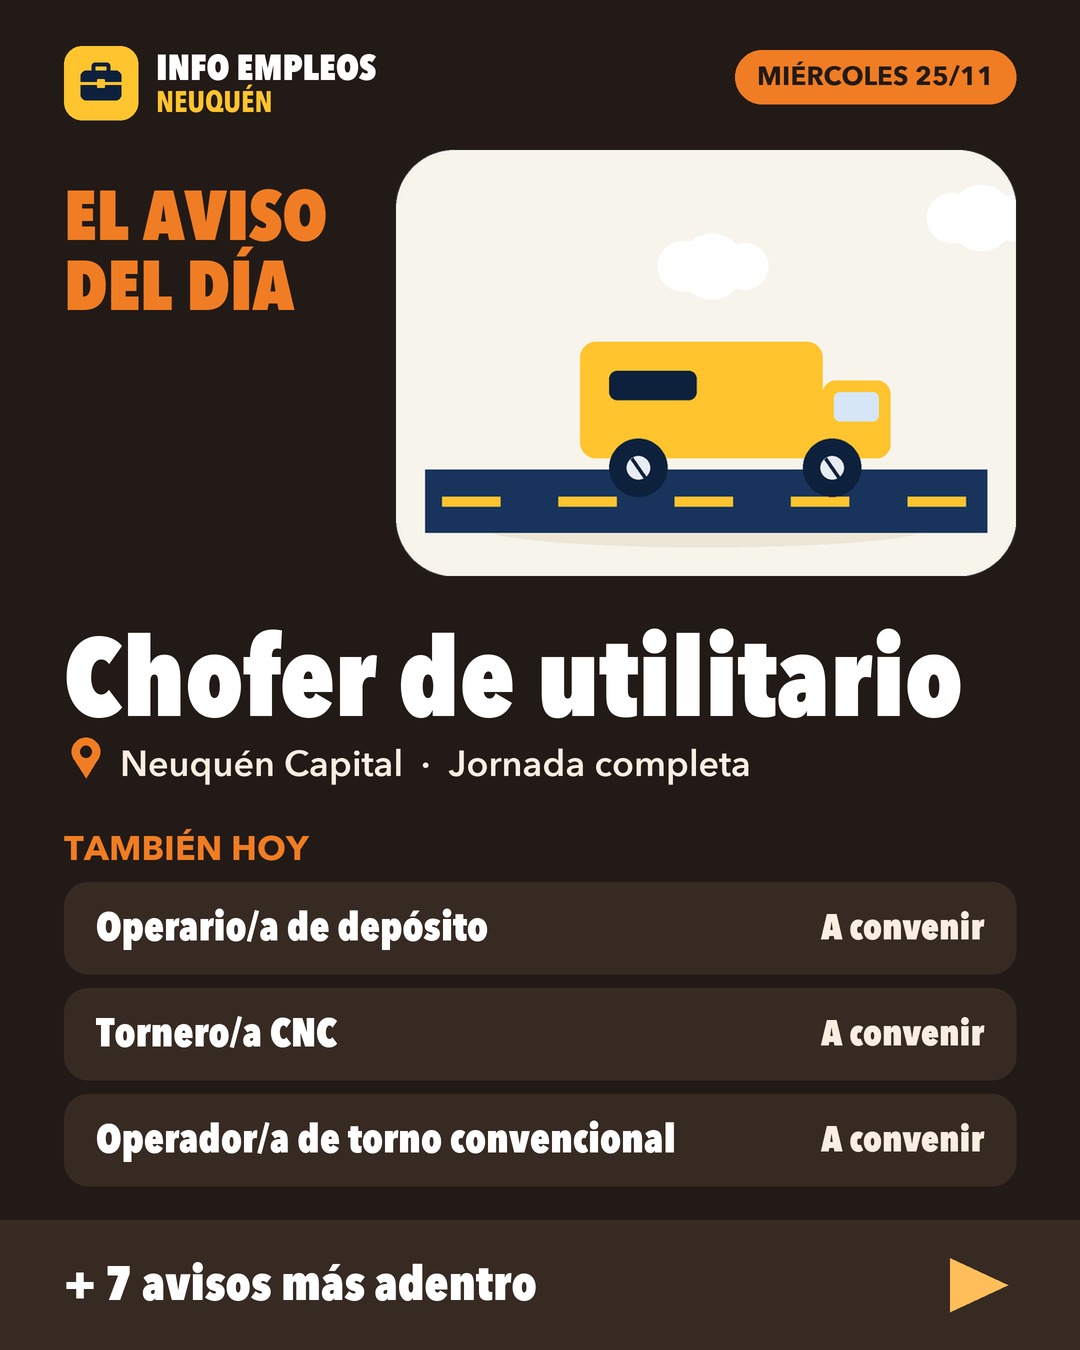 INFO EMPLEOS
NEUQUÉN
MIÉRCOLES 25/11
EL AVISO
DEL DÍA
Chofer de utilitario
Neuquén Capital · Jornada completa
TAMBIÉN HOY
Operario/a de depósito A convenir
Tornero/a CNC A convenir
Operador/a de torno convencional A convenir
+ 7 avisos más adentro